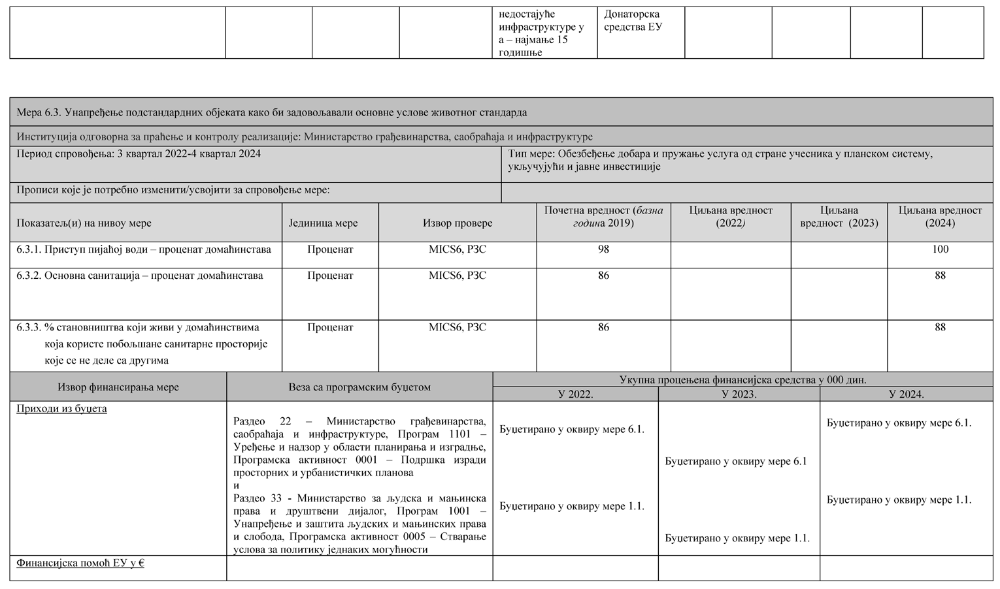 недостајуће
инфраструктуре у
а – најмање 15
годишње
Донаторска
средства ЕУ
Мера 6.3. Унапређење подстандардних објеката како би задовољавали основне услове животног стандарда
Институција одговорна за праћење и контролу реализације: Министарство грађевинарства, саобраћаја и инфраструктуре
Период спровођења: 3 квартал 2022-4 квартал 2024
Тип мере: Обезбеђење добара и пружање услуга од стране учесника у планском систему,
укључујући и јавне инвестиције
Прописи које је потребно изменити/усвојити за спровођење мере:
Показатељ(и) на нивоу мере
Јединица мере
Извор провере
Почетна вредност (базна
година 2019)
Циљана вредност
(2022)
Циљана
вредност (2023)
Циљана вредност
(2024)
6.3.1. Приступ пијаћој води – проценат домаћинстава
Проценат
MICS6, РЗС
98
100
6.3.2. Основна санитација – проценат домаћинстава
Проценат
MICS6, РЗС
86
88
6.3.3. % становништва који живи у домаћинствима
која користе побољшане санитарне просторије
које се не деле са другима
Проценат
MICS6, РЗС
86
88
Извор финансирања мере
Веза са програмским буџетом
Укупна процењена финансијска средства у 000 дин.
У 2022.
У 2023.
У 2024.
Приходи из буџета
Раздео 22 – Министарство грађевинарства,
саобраћаја и инфраструктуре, Програм 1101 –
Уређење и надзор у области планирања и изградње,
Програмска активност 0001 – Подршка изради
просторних и урбанистичких планова
и
Раздео 33 - Министарство за људска и мањинска
права и друштвени дијалог, Програм 1001 –
Унапређење и заштита људских и мањинских права
и слобода, Програмска активност 0005 – Стварање
услова за политику једнаких могућности
Буџетирано у оквиру мере 6.1.
Буџетирано у оквиру мере 1.1.
Буџетирано у оквиру мере 6.1
Буџетирано у оквиру мере 1.1.
Буџетирано у оквиру мере 6.1.
Буџетирано у оквиру мере 1.1.
Финансијска помоћ ЕУ у €